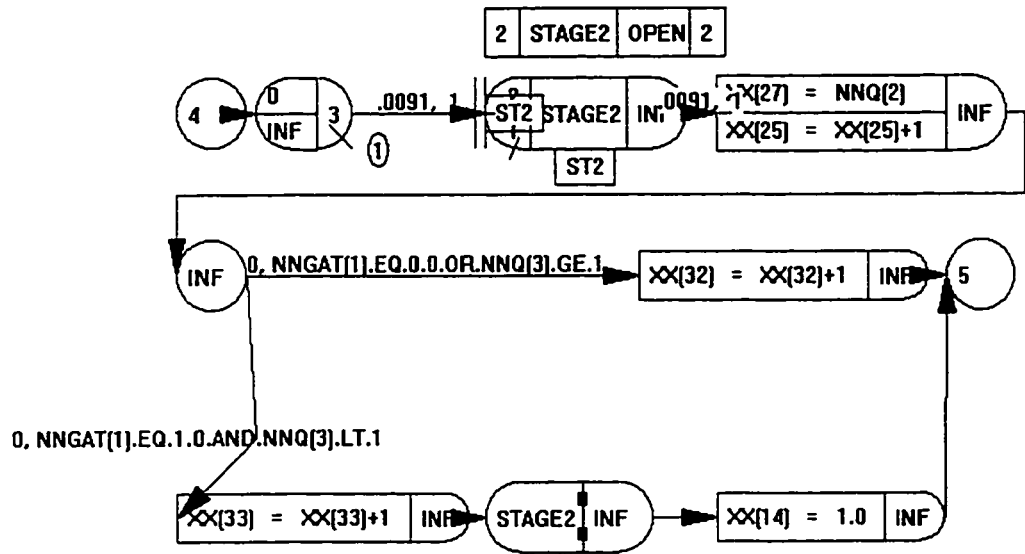 2 STAGE2 OPEN 2
4 0 INF 3 .0091, 1 ST2 STAGE2 INF .0091 1 XX(27) = NNQ(2) INF
XX(25) = XX(25)+1
1
ST2
INF 0, NNGAT(1).EQ.0.0.OR.NNQ(3).GE.1 XX(32) = XX(32)+1 INF 5
0, NNGAT(1).EQ.1.0.AND.NNQ(3).LT.1
XX(33) = XX(33)+1 INF STAGE2 INF XX(14) = 1.0 INF